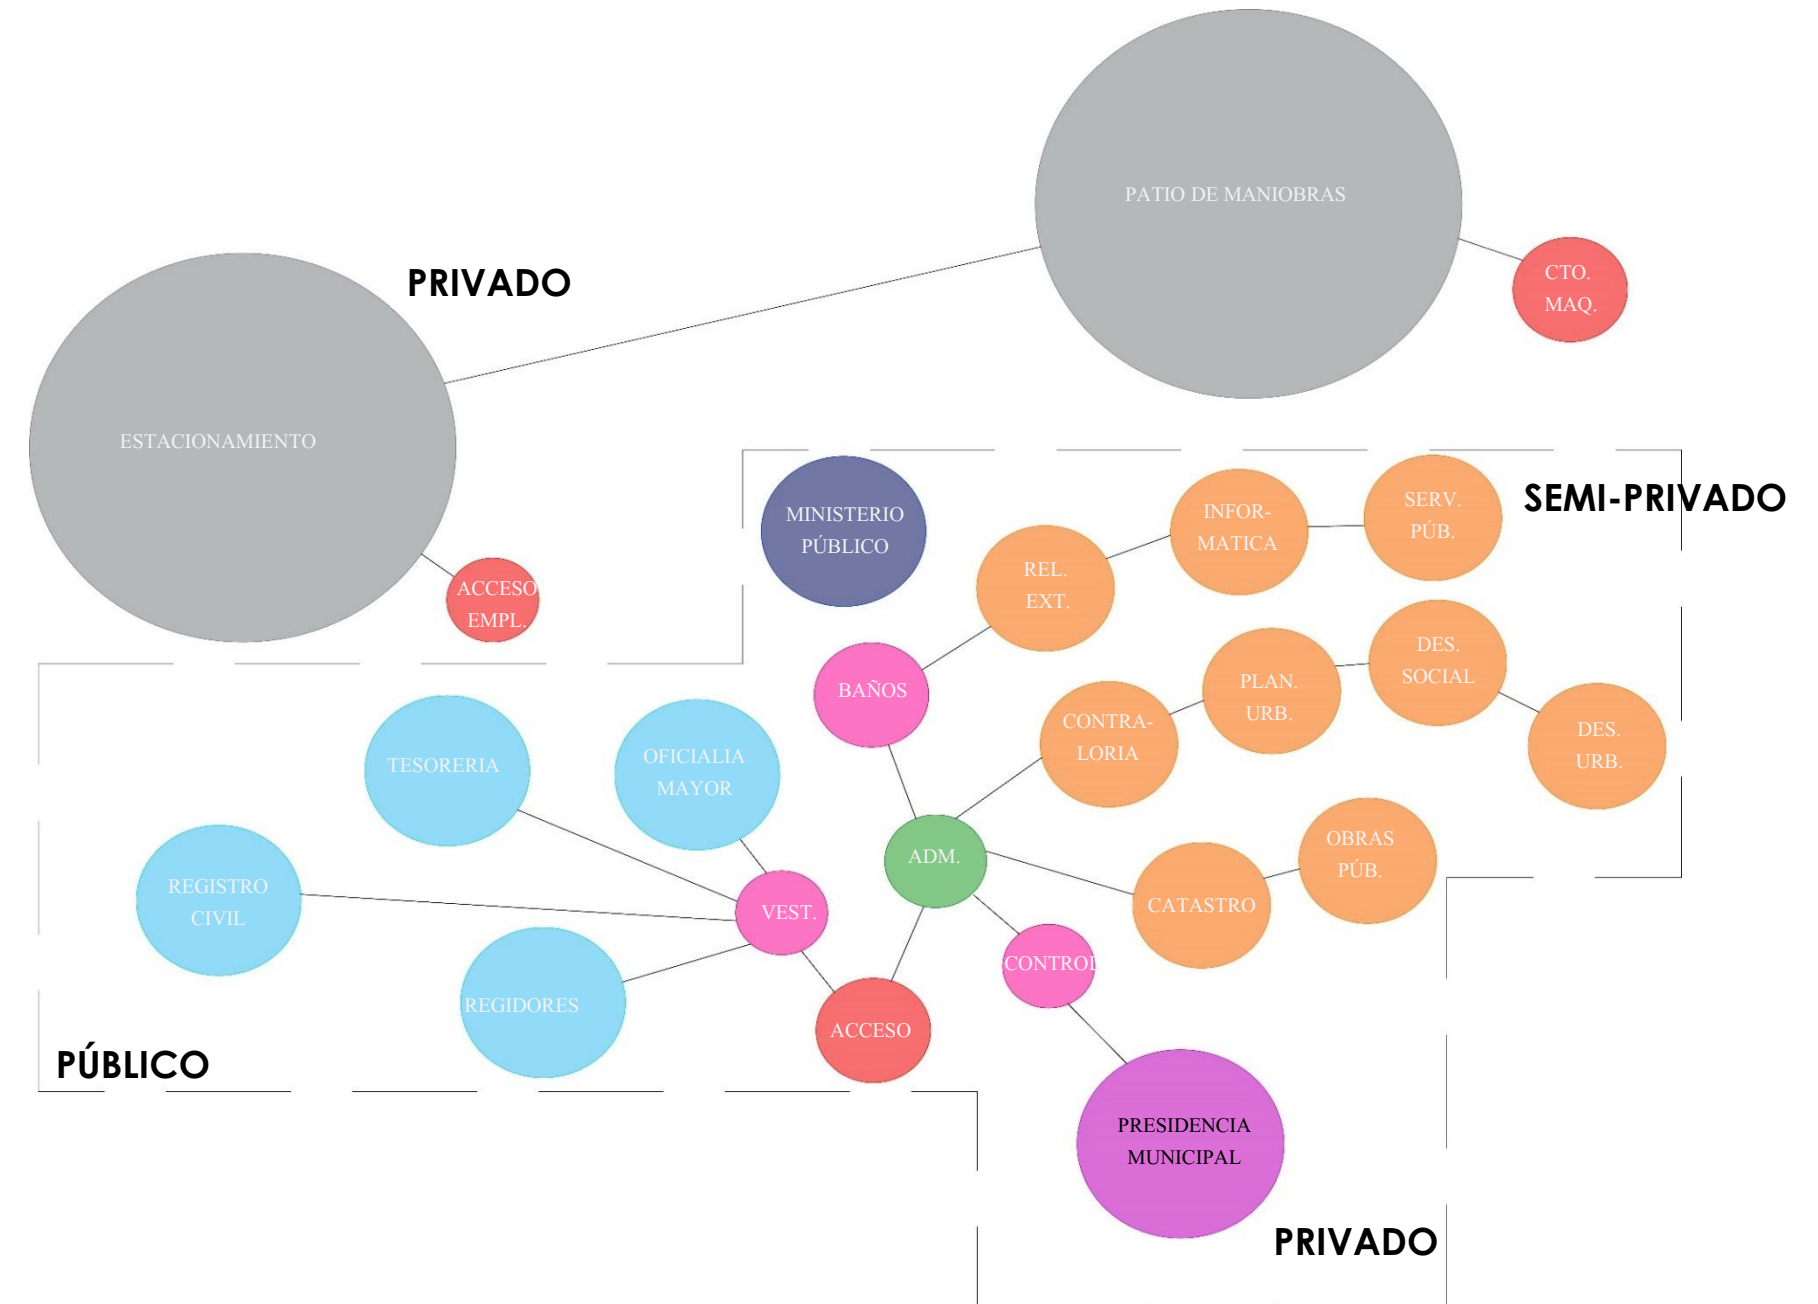 PATIO DE MANIOBRAS
CTO.
MAQ.
PRIVADO
ESTACIONAMIENTO
ACCESO
EMPL.
SEMI-PRIVADO
MINISTERIO
PÚBLICO
REL.
EXT.
INFOR-
MATICA
SERV.
PÚB.
BAÑOS
CONTRA-
LORIA
PLAN.
URB.
DES.
SOCIAL
DES.
URB.
TESORERIA
OFICIALIA
MAYOR
REGISTRO
CIVIL
VEST.
ADM.
CATASTRO
OBRAS
PÚB.
REGIDORES
CONTROL
ACCESO
PÚBLICO
PRESIDENCIA
MUNICIPAL
PRIVADO